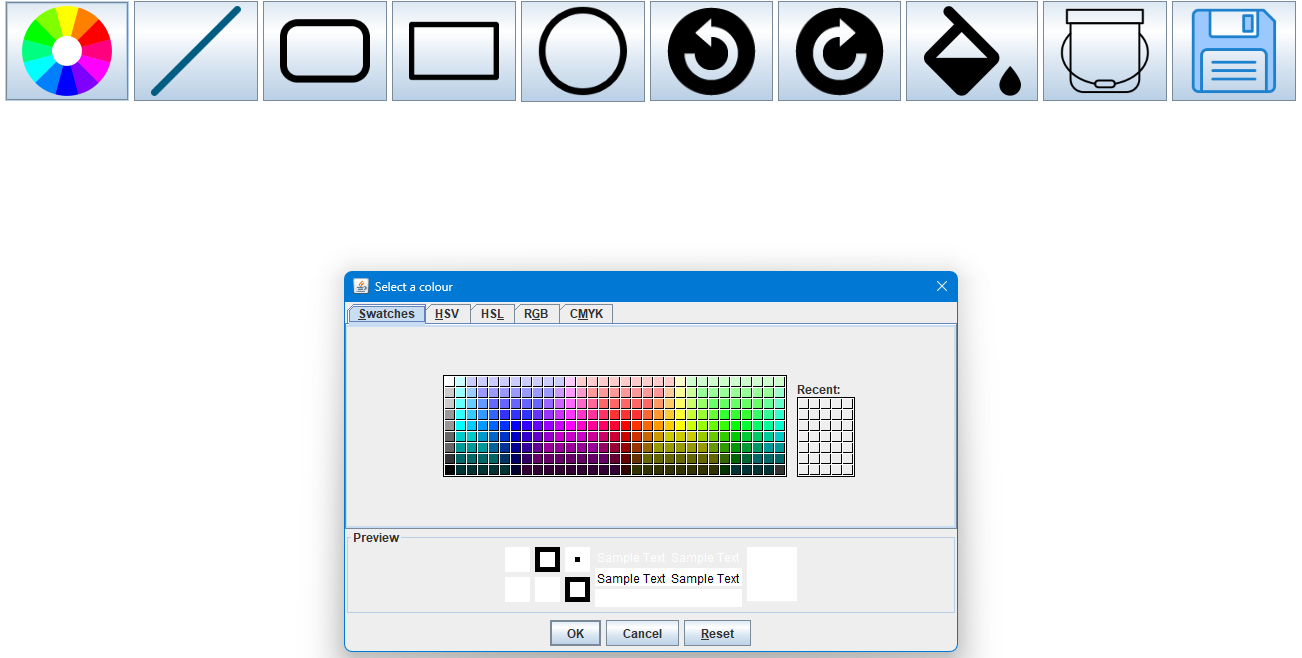 Select a colour
Swatches HSV HSL RGB CMYK
Recent:
Preview
Sample Text Sample Text
Sample Text Sample Text
OK Cancel Reset